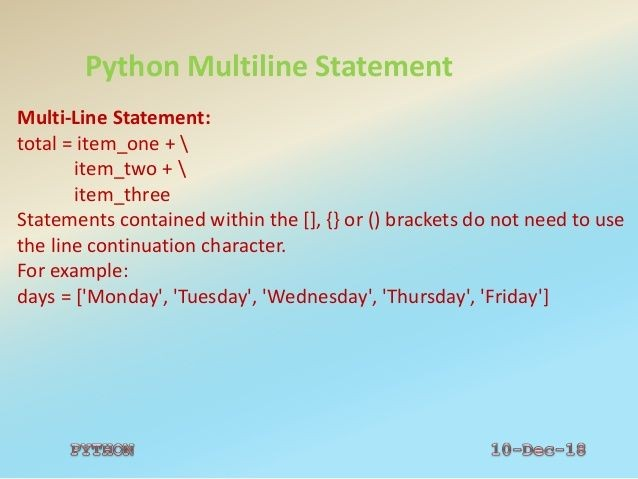 Python Multiline Statement
Multi-Line Statement:
total = item_one + \
item_two + \
item_three
Statements contained within the [], {} or () brackets do not need to use
the line continuation character.
For example:
days = ['Monday', 'Tuesday', 'Wednesday', 'Thursday', 'Friday']
PYTHON
10-Dec-18